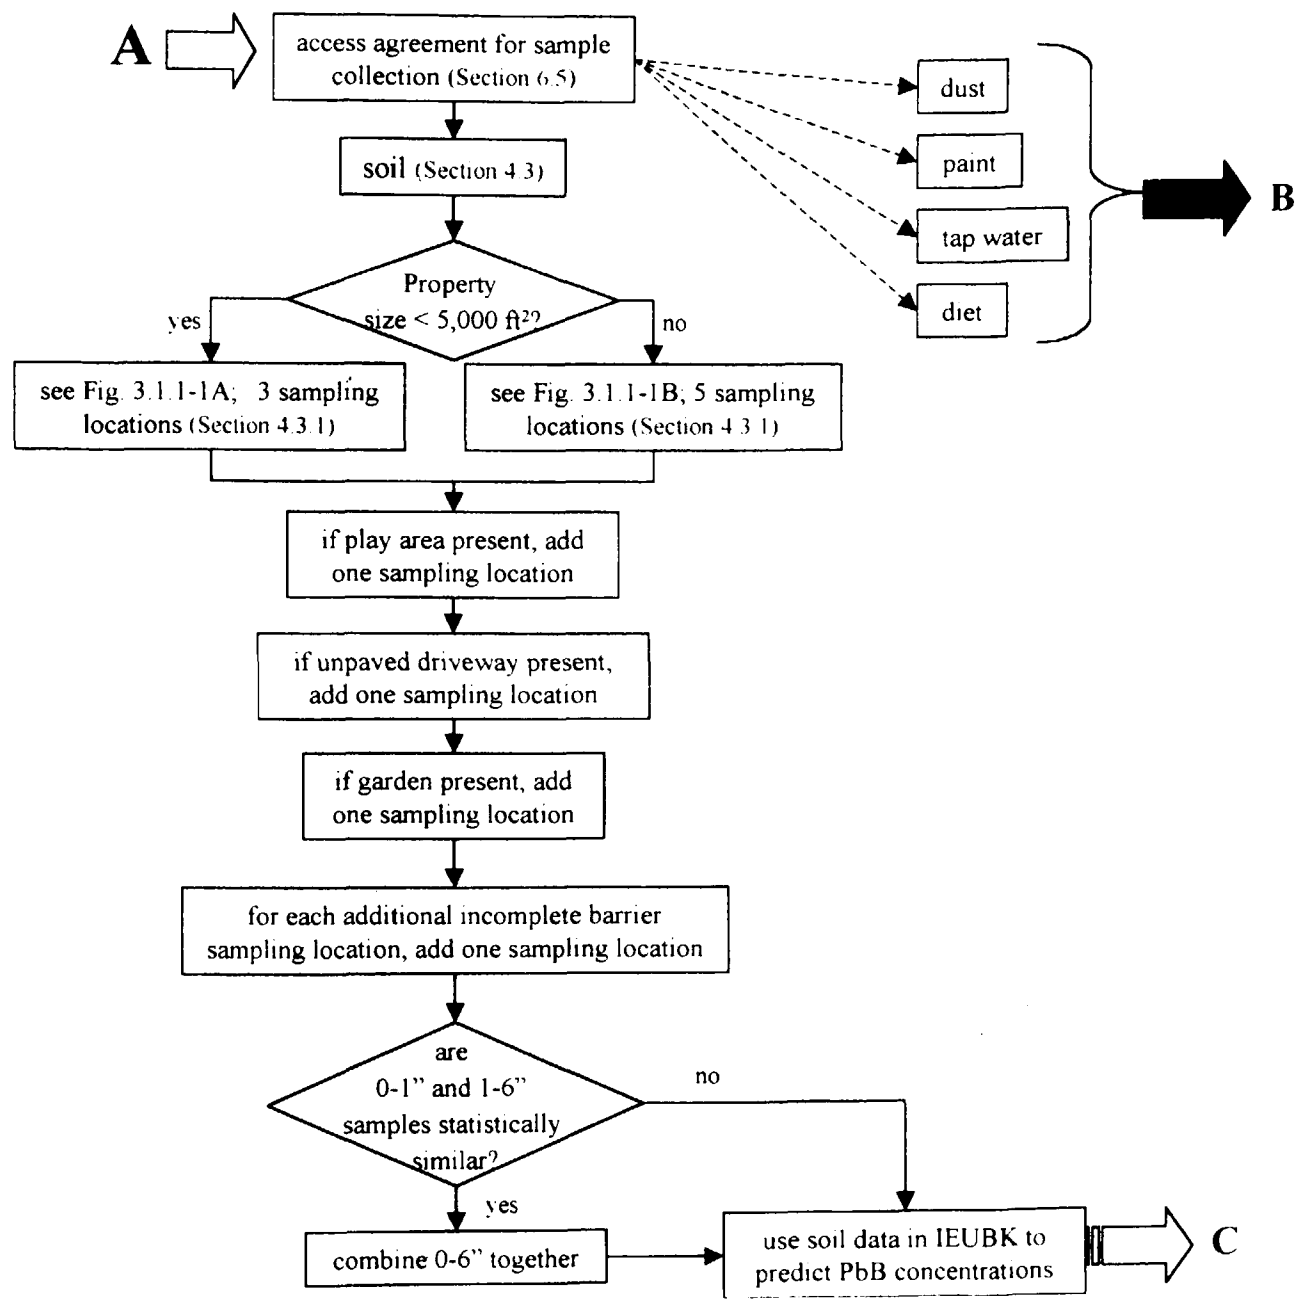 A
access agreement for sample
collection (Section 6.5)
dust
paint
tap water
diet
B
soil (Section 4.3)
Property
size < 5,000 ft²?
yes
no
see Fig. 3.1.1-1A; 3 sampling
locations (Section 4.3.1)
see Fig. 3.1.1-1B; 5 sampling
locations (Section 4.3.1)
if play area present, add
one sampling location
if unpaved driveway present,
add one sampling location
if garden present, add
one sampling location
for each additional incomplete barrier
sampling location, add one sampling location
are
0-1” and 1-6”
samples statistically
similar?
no
yes
combine 0-6” together
use soil data in IEUBK to
predict PbB concentrations
C